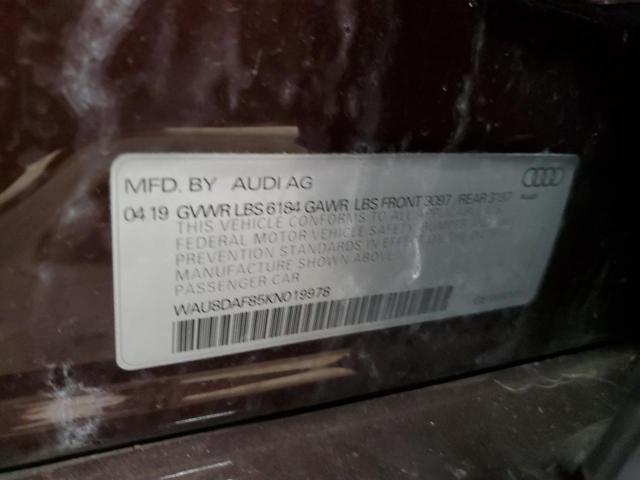 MFD. BY AUDI AG
04 19 GVWR LBS 6184 GAWR LBS FRONT 3097 / REAR 3197
Audi
THIS VEHICLE CONFORMS TO ALL APPLICABLE
FEDERAL MOTOR VEHICLE SAFETY, BUMPER, AND
PREVENTION STANDARDS IN EFFECT ON THE DATE OF
MANUFACTURE SHOWN ABOVE
PASSENGER CAR
WAU8DAF85KN019978